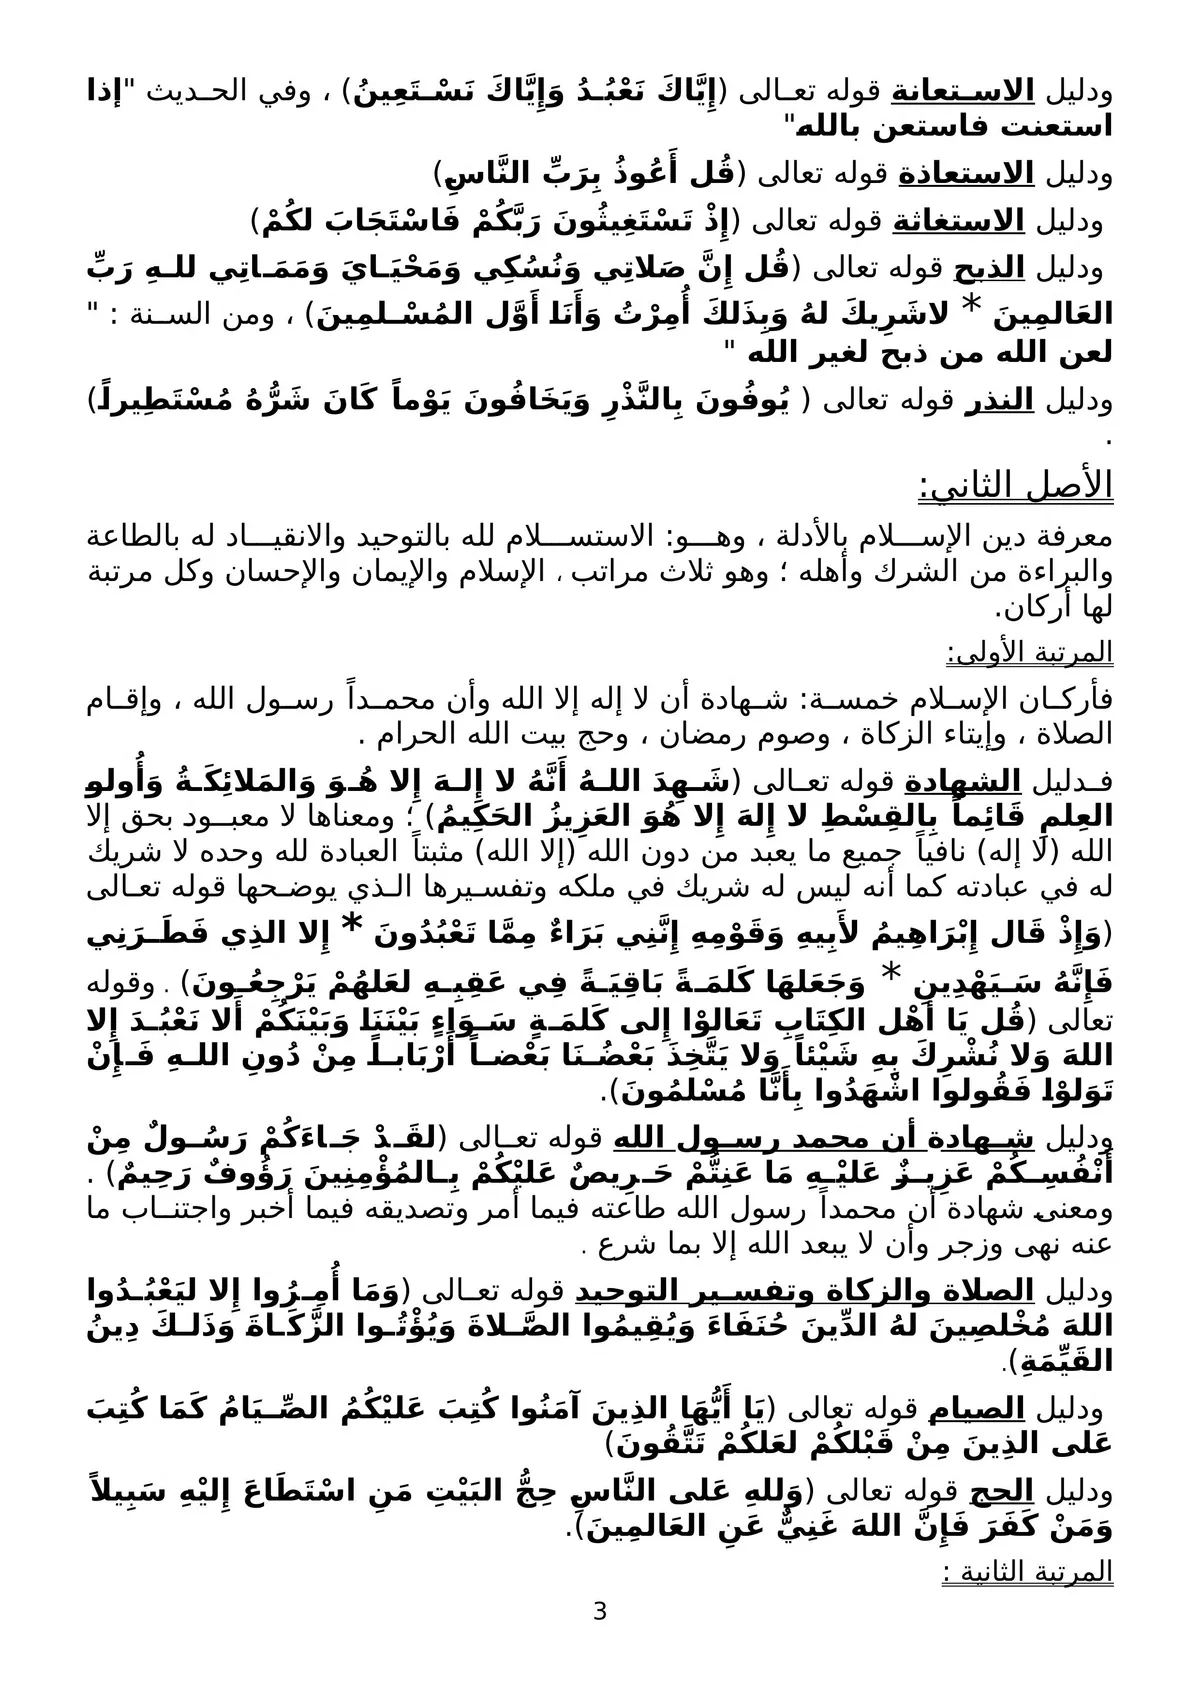 ودليل الاستعانة قوله تعالى (إِيَّاكَ نَعْبُدُ وَإِيَّاكَ نَسْتَعِينُ) ، وفي الحديث "إذا
استعنت فاستعن بالله"
ودليل الاستعاذة قوله تعالى (قُل أَعُوذُ بِرَبِّ النَّاسِ)
ودليل الاستغاثة قوله تعالى (إِذْ تَسْتَغِيثُونَ رَبَّكُمْ فَاسْتَجَابَ لكُمْ)
ودليل الذبح قوله تعالى (قُل إِنَّ صَلاتِي وَنُسُكِي وَمَحْيَايَ وَمَمَاتِي للهِ رَبِّ
العَالمِينَ * لاشَرِيكَ لهُ وَبِذَلكَ أُمِرْتُ وَأَنَا أَوَّل المُسْلمِينَ) ، ومن السنة : "
لعن الله من ذبح لغير الله "
ودليل النذر قوله تعالى ( يُوفُونَ بِالنَّذْرِ وَيَخَافُونَ يَوْماً كَانَ شَرُّهُ مُسْتَطِيراً)
.
الأصل الثاني:
معرفة دين الإسلام بالأدلة ، وهو: الاستسلام لله بالتوحيد والانقياد له بالطاعة
والبراءة من الشرك وأهله ؛ وهو ثلاث مراتب ، الإسلام والإيمان والإحسان وكل مرتبة
لها أركان.
المرتبة الأولى:
فأركان الإسلام خمسة: شهادة أن لا إله إلا الله وأن محمداً رسول الله ، وإقام
الصلاة ، وإيتاء الزكاة ، وصوم رمضان ، وحج بيت الله الحرام .
فدليل الشهادة قوله تعالى (شَهِدَ اللهُ أَنَّهُ لا إِلهَ إِلا هُوَ وَالمَلائِكَةُ وَأُولو
العِلمِ قَائِماً بِالقِسْطِ لا إِلهَ إِلا هُوَ العَزِيزُ الحَكِيمُ) ؛ ومعناها لا معبود بحق إلا
الله (لا إله) نافياً جميع ما يعبد من دون الله (إلا الله) مثبتاً العبادة لله وحده لا شريك
له في عبادته كما أنه ليس له شريك في ملكه وتفسيرها الذي يوضحها قوله تعالى
(وَإِذْ قَال إِبْرَاهِيمُ لأَبِيهِ وَقَوْمِهِ إِنَّنِي بَرَاءٌ مِمَّا تَعْبُدُونَ * إِلا الذِي فَطَرَنِي
فَإِنَّهُ سَيَهْدِينِ * وَجَعَلهَا كَلمَةً بَاقِيَةً فِي عَقِبِهِ لعَلهُمْ يَرْجِعُونَ) . وقوله
تعالى (قُل يَا أَهْل الكِتَابِ تَعَالوْا إِلى كَلمَةٍ سَوَاءٍ بَيْنَنَا وَبَيْنَكُمْ أَلا نَعْبُدَ إِلا
اللهَ وَلا نُشْرِكَ بِهِ شَيْئاً وَلا يَتَّخِذَ بَعْضُنَا بَعْضاً أَرْبَاباً مِنْ دُونِ اللهِ فَإِنْ
تَوَلوْا فَقُولوا اشْهَدُوا بِأَنَّا مُسْلمُونَ).
ودليل شهادة أن محمد رسول الله قوله تعالى (لقَدْ جَاءَكُمْ رَسُولٌ مِنْ
أَنْفُسِكُمْ عَزِيزٌ عَليْهِ مَا عَنِتُّمْ حَرِيصٌ عَليْكُمْ بِالمُؤْمِنِينَ رَؤُوفٌ رَحِيمٌ) .
ومعنى شهادة أن محمداً رسول الله طاعته فيما أمر وتصديقه فيما أخبر واجتناب ما
عنه نهى وزجر وأن لا يبعد الله إلا بما شرع .
ودليل الصلاة والزكاة وتفسير التوحيد قوله تعالى (وَمَا أُمِرُوا إِلا ليَعْبُدُوا
اللهَ مُخْلصِينَ لهُ الدِّينَ حُنَفَاءَ وَيُقِيمُوا الصَّلاةَ وَيُؤْتُوا الزَّكَاةَ وَذَلكَ دِينُ
القَيِّمَةِ).
ودليل الصيام قوله تعالى (يَا أَيُّهَا الذِينَ آمَنُوا كُتِبَ عَليْكُمُ الصِّيَامُ كَمَا كُتِبَ
عَلى الذِينَ مِنْ قَبْلكُمْ لعَلكُمْ تَتَّقُونَ)
ودليل الحج قوله تعالى (وَللهِ عَلى النَّاسِ حِجُّ البَيْتِ مَنِ اسْتَطَاعَ إِليْهِ سَبِيلاً
وَمَنْ كَفَرَ فَإِنَّ اللهَ غَنِيٌّ عَنِ العَالمِينَ).
المرتبة الثانية :
3